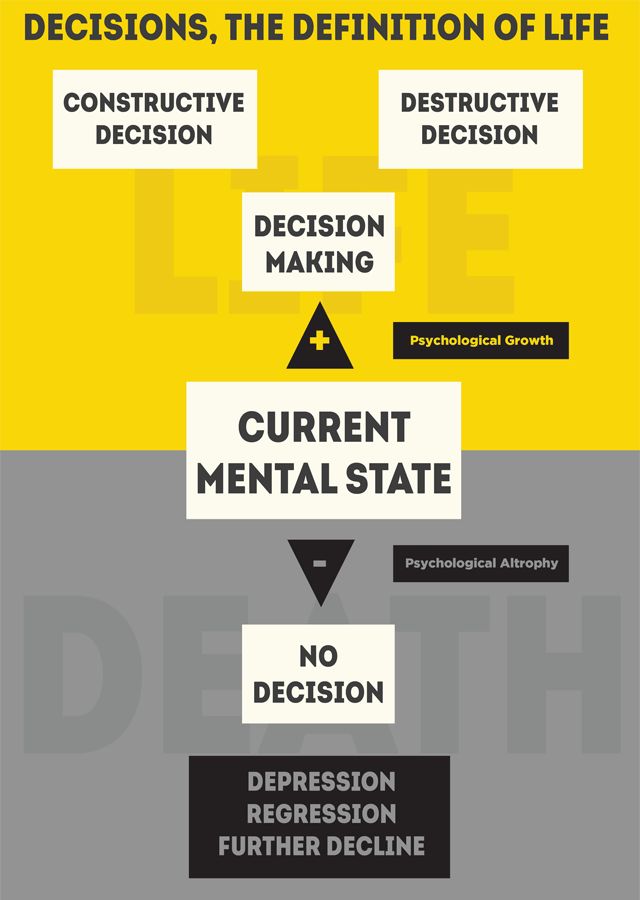 DECISIONS, THE DEFINITION OF LIFE
CONSTRUCTIVE
DECISION
DESTRUCTIVE
DECISION
LIFE
DECISION
MAKING
+
Psychological Growth
CURRENT
MENTAL STATE
-
Psychological Altrophy
DEATH
NO
DECISION
DEPRESSION
REGRESSION
FURTHER DECLINE